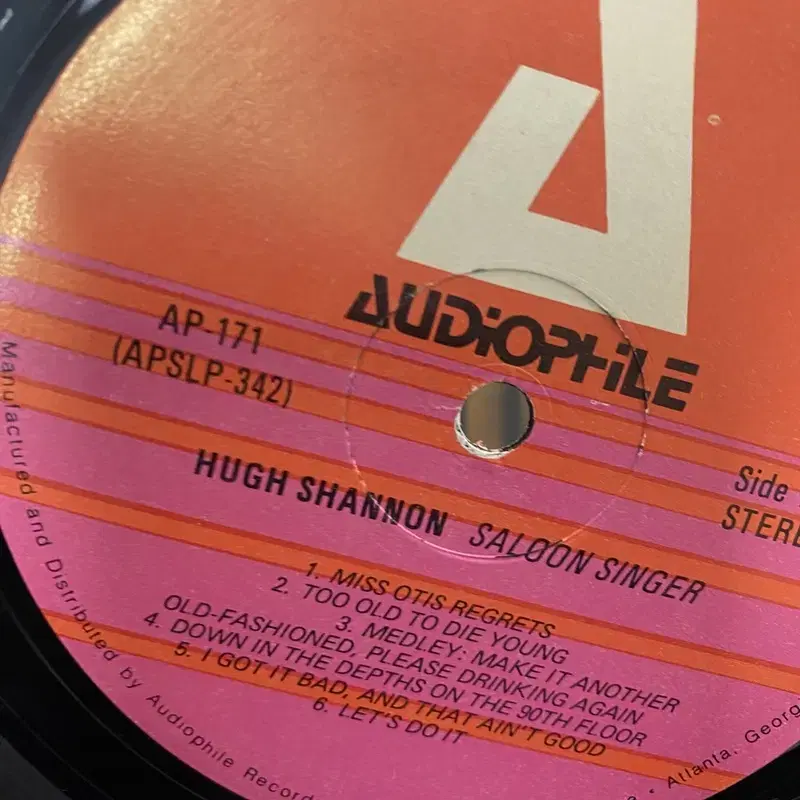 AUDIOPHILE
AP-171
(APSLP-342)
Side
STEREO
HUGH SHANNON SALOON SINGER
1. MISS OTIS REGRETS
2. TOO OLD TO DIE YOUNG
3. MEDLEY: MAKE IT ANOTHER
OLD-FASHIONED, PLEASE DRINKING AGAIN
4. DOWN IN THE DEPTHS ON THE 90TH FLOOR
5. I GOT IT BAD, AND THAT AIN'T GOOD
6. LET'S DO IT
Manufactured and Distributed by Audiophile Record
• Atlanta, Georg